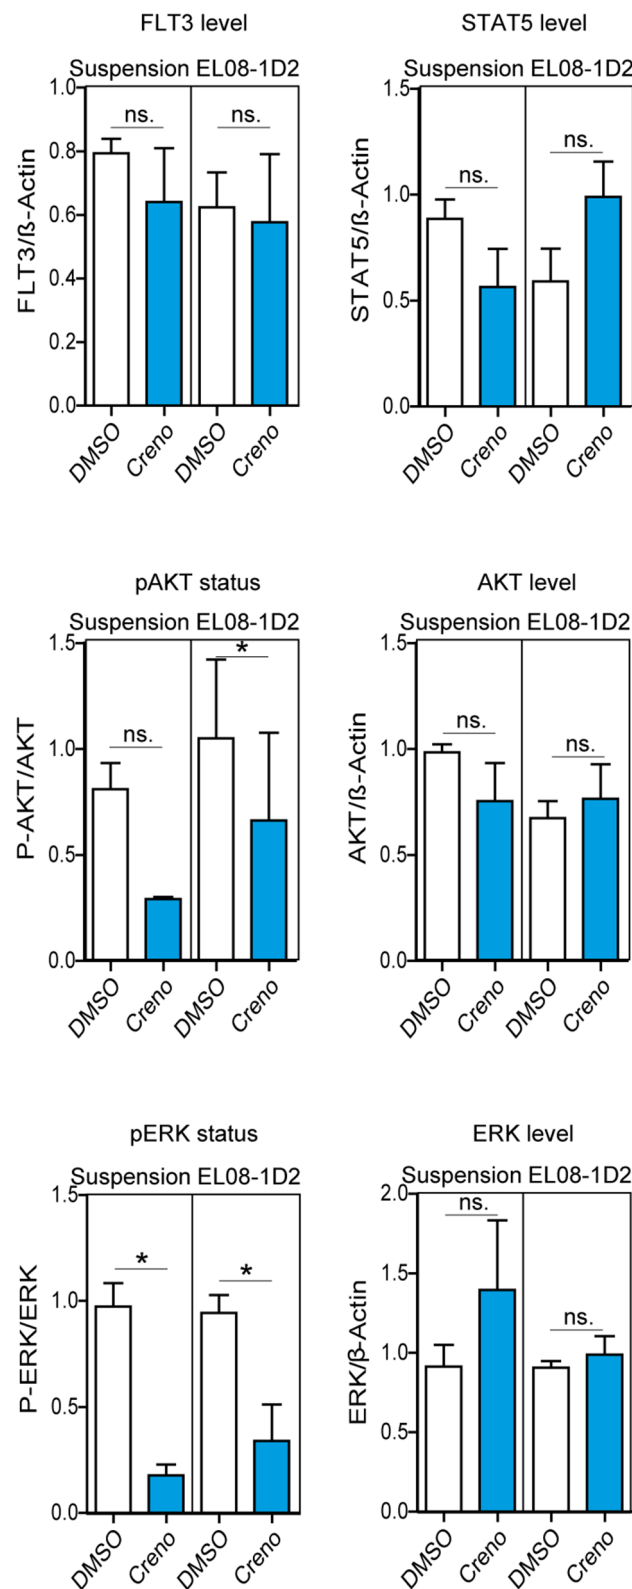 FLT3 level
Suspension EL08-1D2
FLT3/ß-Actin
1.0
0.8
0.6
0.4
0.2
0.0
ns.
ns.
DMSO
Creno
DMSO
Creno
STAT5 level
Suspension EL08-1D2
STAT5/ß-Actin
1.5
1.0
0.5
0.0
ns.
ns.
DMSO
Creno
DMSO
Creno
pAKT status
Suspension EL08-1D2
P-AKT/AKT
1.5
1.0
0.5
0.0
ns.
*
DMSO
Creno
DMSO
Creno
AKT level
Suspension EL08-1D2
AKT/ß-Actin
1.5
1.0
0.5
0.0
ns.
ns.
DMSO
Creno
DMSO
Creno
pERK status
Suspension EL08-1D2
P-ERK/ERK
1.5
1.0
0.5
0.0
*
*
DMSO
Creno
DMSO
Creno
ERK level
Suspension EL08-1D2
ERK/β-Actin
2.0
1.5
1.0
0.5
0.0
ns.
ns.
DMSO
Creno
DMSO
Creno